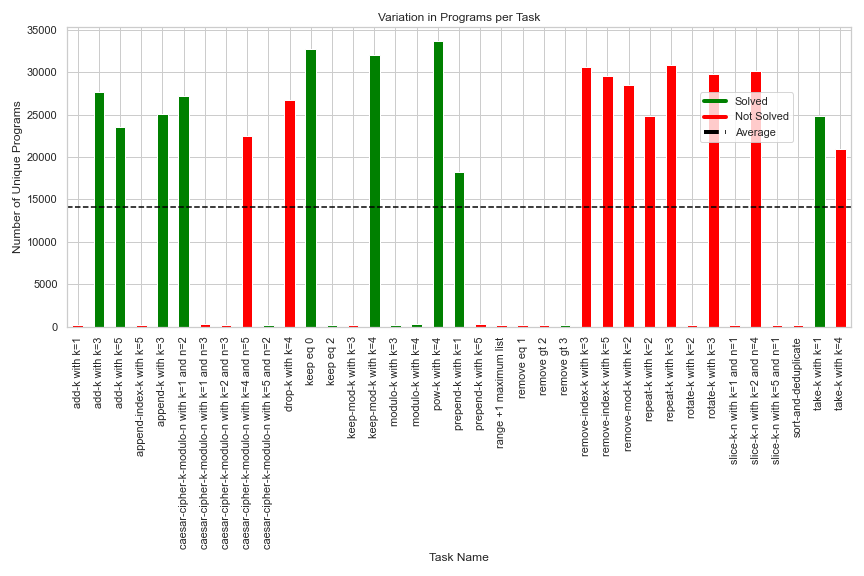 Variation in Programs per Task
Number of Unique Programs
35000
30000
25000
20000
15000
10000
5000
0
Solved
Not Solved
Average
add-k with k=1
add-k with k=3
add-k with k=5
append-index-k with k=5
append-k with k=3
caesar-cipher-k-modulo-n with k=1 and n=2
caesar-cipher-k-modulo-n with k=1 and n=3
caesar-cipher-k-modulo-n with k=2 and n=3
caesar-cipher-k-modulo-n with k=4 and n=5
caesar-cipher-k-modulo-n with k=5 and n=2
drop-k with k=4
keep eq 0
keep eq 2
keep-mod-k with k=3
keep-mod-k with k=4
modulo-k with k=3
modulo-k with k=4
pow-k with k=4
prepend-k with k=1
prepend-k with k=5
range +1 maximum list
remove eq 1
remove gt 2
remove gt 3
remove-index-k with k=3
remove-index-k with k=5
remove-mod-k with k=2
repeat-k with k=2
repeat-k with k=3
rotate-k with k=2
rotate-k with k=3
slice-k-n with k=1 and n=1
slice-k-n with k=2 and n=4
slice-k-n with k=5 and n=1
sort-and-deduplicate
take-k with k=1
take-k with k=4
Task Name